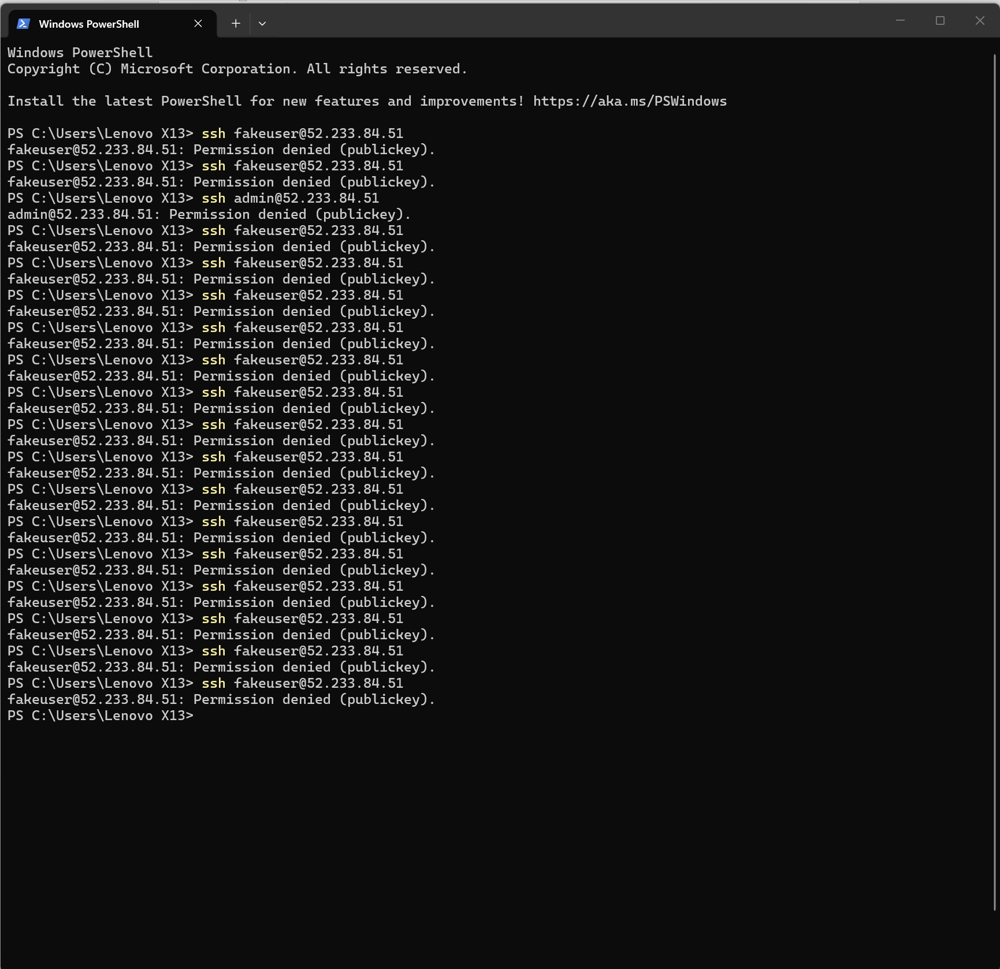 Windows PowerShell
Windows PowerShell
Copyright (C) Microsoft Corporation. All rights reserved.
Install the latest PowerShell for new features and improvements! https://aka.ms/PSWindows
PS C:\Users\Lenovo X13> ssh fakeuser@52.233.84.51
fakeuser@52.233.84.51: Permission denied (publickey).
PS C:\Users\Lenovo X13> ssh fakeuser@52.233.84.51
fakeuser@52.233.84.51: Permission denied (publickey).
PS C:\Users\Lenovo X13> ssh admin@52.233.84.51
admin@52.233.84.51: Permission denied (publickey).
PS C:\Users\Lenovo X13> ssh fakeuser@52.233.84.51
fakeuser@52.233.84.51: Permission denied (publickey).
PS C:\Users\Lenovo X13> ssh fakeuser@52.233.84.51
fakeuser@52.233.84.51: Permission denied (publickey).
PS C:\Users\Lenovo X13> ssh fakeuser@52.233.84.51
fakeuser@52.233.84.51: Permission denied (publickey).
PS C:\Users\Lenovo X13> ssh fakeuser@52.233.84.51
fakeuser@52.233.84.51: Permission denied (publickey).
PS C:\Users\Lenovo X13> ssh fakeuser@52.233.84.51
fakeuser@52.233.84.51: Permission denied (publickey).
PS C:\Users\Lenovo X13> ssh fakeuser@52.233.84.51
fakeuser@52.233.84.51: Permission denied (publickey).
PS C:\Users\Lenovo X13> ssh fakeuser@52.233.84.51
fakeuser@52.233.84.51: Permission denied (publickey).
PS C:\Users\Lenovo X13> ssh fakeuser@52.233.84.51
fakeuser@52.233.84.51: Permission denied (publickey).
PS C:\Users\Lenovo X13> ssh fakeuser@52.233.84.51
fakeuser@52.233.84.51: Permission denied (publickey).
PS C:\Users\Lenovo X13> ssh fakeuser@52.233.84.51
fakeuser@52.233.84.51: Permission denied (publickey).
PS C:\Users\Lenovo X13> ssh fakeuser@52.233.84.51
fakeuser@52.233.84.51: Permission denied (publickey).
PS C:\Users\Lenovo X13> ssh fakeuser@52.233.84.51
fakeuser@52.233.84.51: Permission denied (publickey).
PS C:\Users\Lenovo X13> ssh fakeuser@52.233.84.51
fakeuser@52.233.84.51: Permission denied (publickey).
PS C:\Users\Lenovo X13> ssh fakeuser@52.233.84.51
fakeuser@52.233.84.51: Permission denied (publickey).
PS C:\Users\Lenovo X13> ssh fakeuser@52.233.84.51
fakeuser@52.233.84.51: Permission denied (publickey).
PS C:\Users\Lenovo X13>